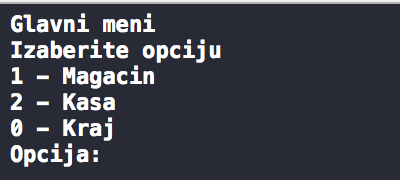 Glavni meni
Izaberite opciju
1 - Magacin
2 - Kasa
0 - Kraj
Opcija: